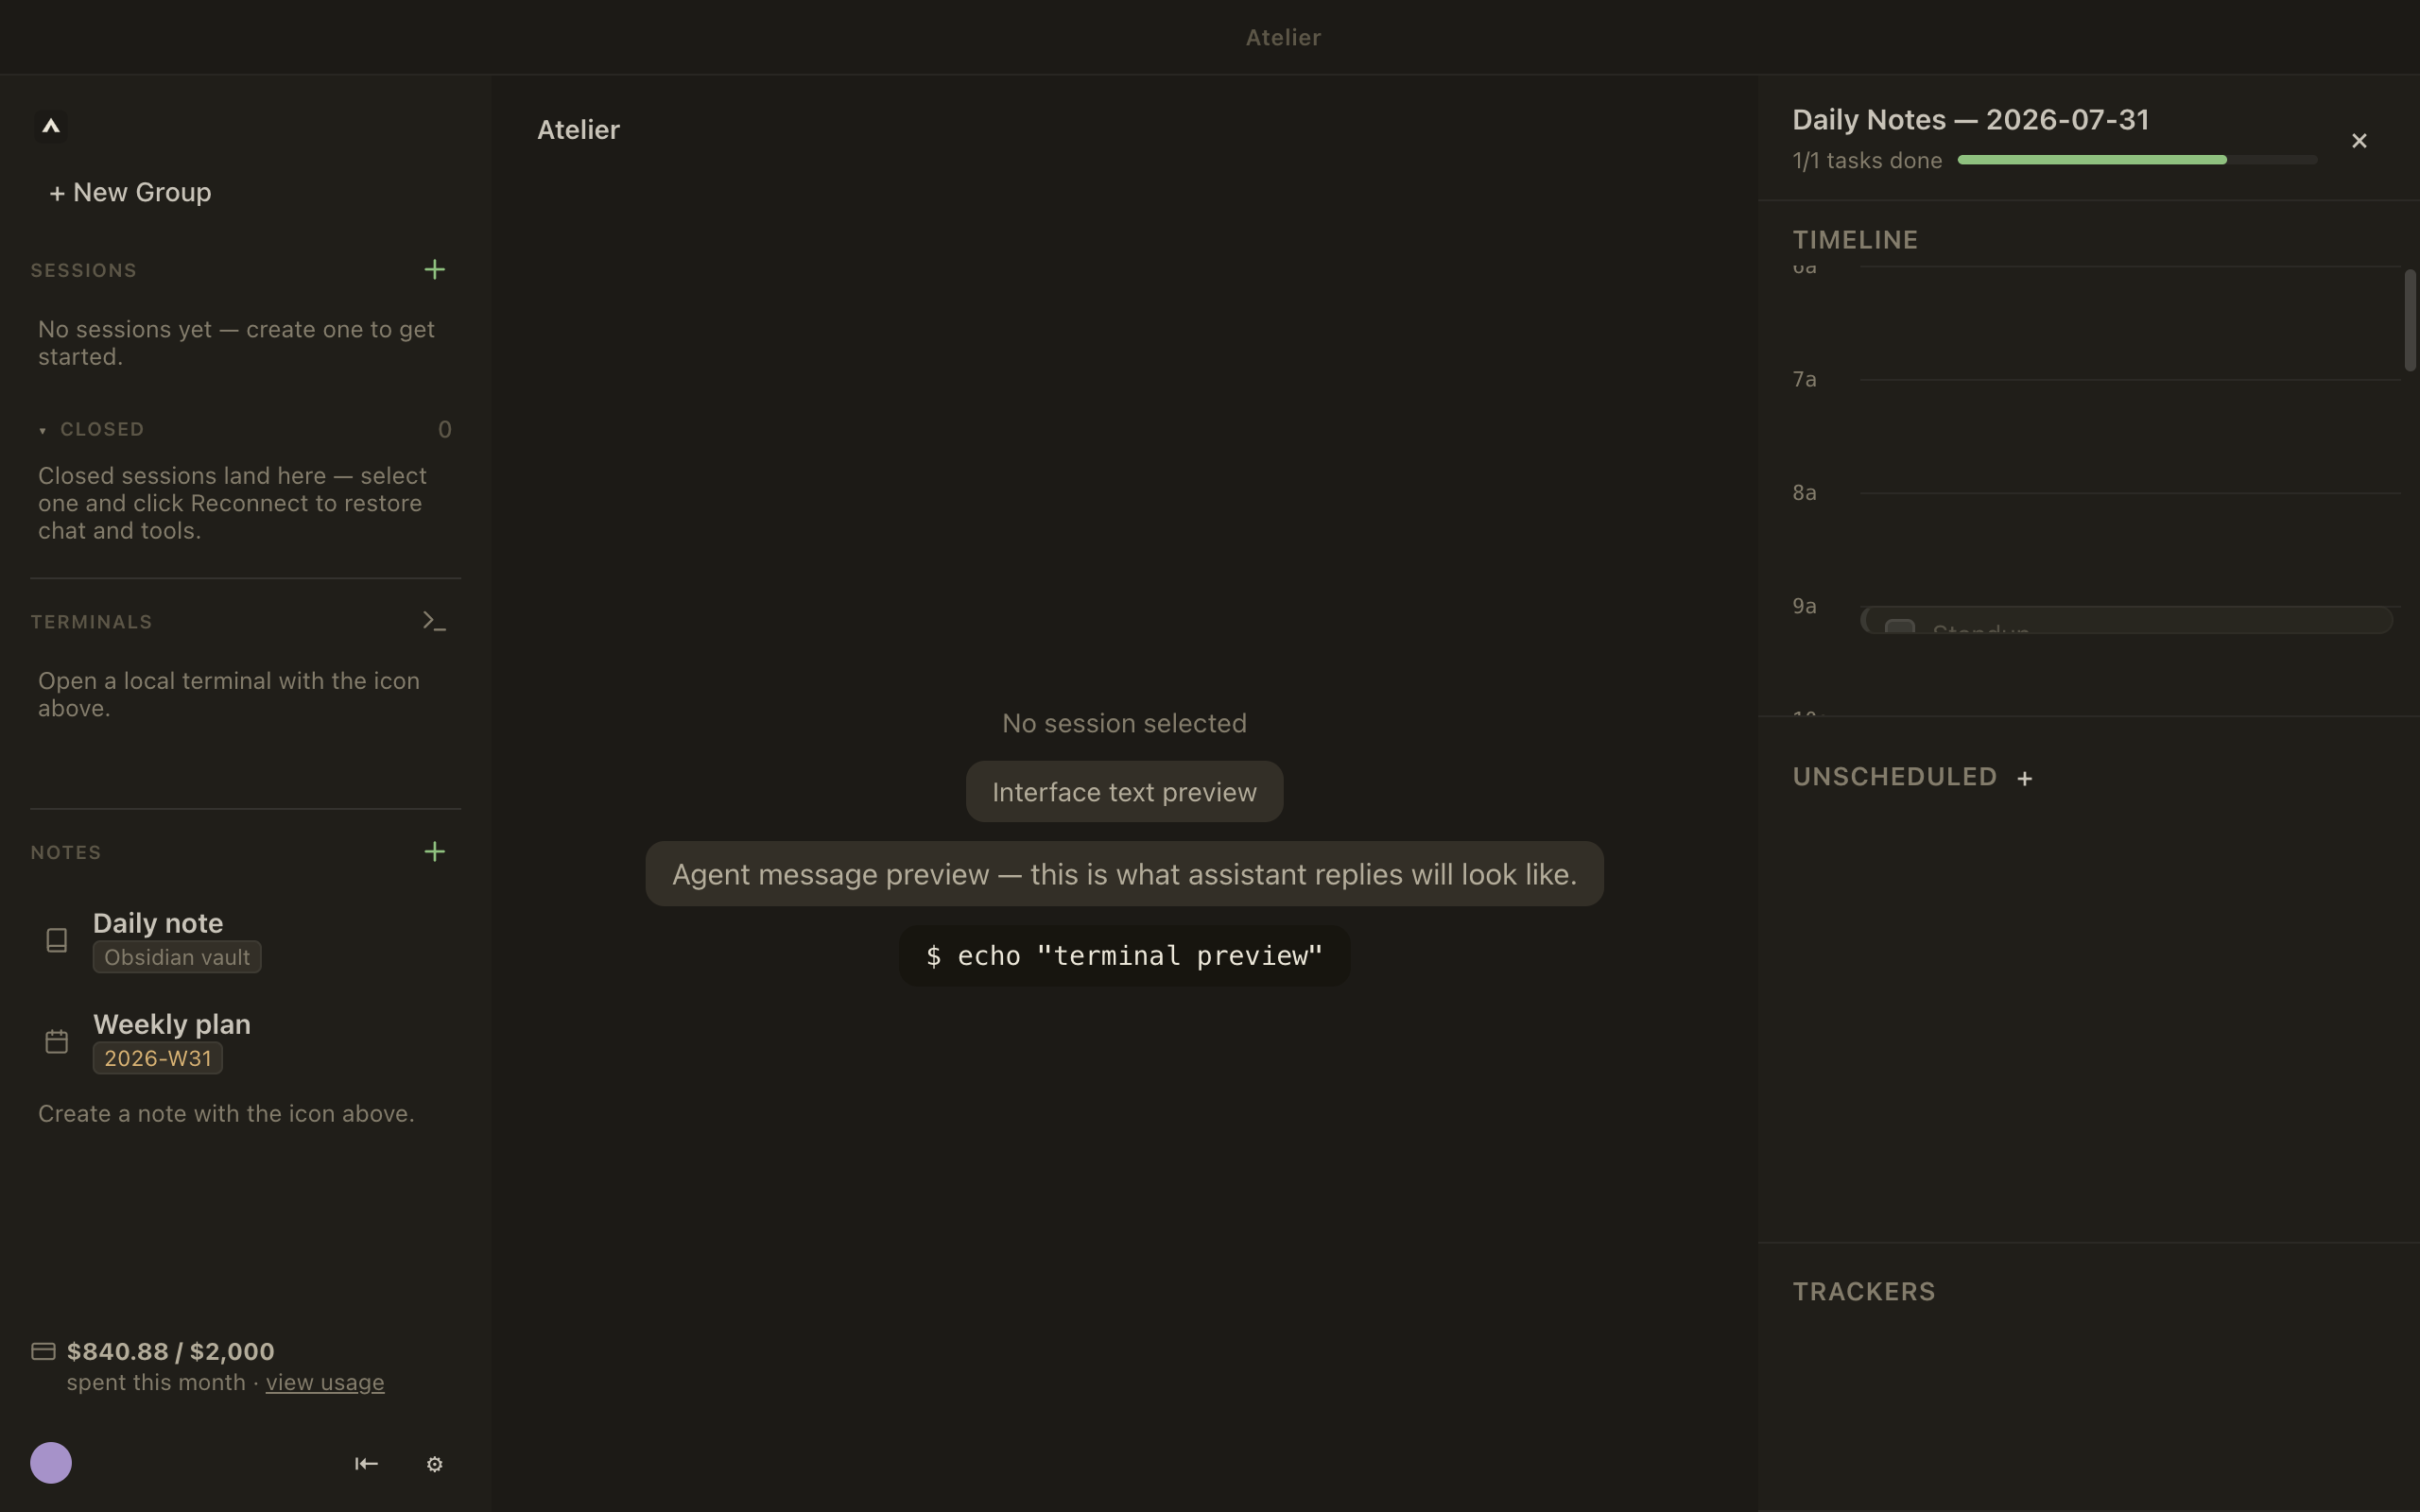 Atelier
+ New Group
SESSIONS
No sessions yet — create one to get
started.
CLOSED 0
Closed sessions land here — select
one and click Reconnect to restore
chat and tools.
TERMINALS
Open a local terminal with the icon
above.
NOTES
Daily note
Obsidian vault
Weekly plan
2026-W31
Create a note with the icon above.
$840.88 / $2,000
spent this month · view usage
Atelier
No session selected
Interface text preview
Agent message preview — this is what assistant replies will look like.
$ echo "terminal preview"
Daily Notes — 2026-07-31
1/1 tasks done
TIMELINE
7a
8a
9a
Standup
UNSCHEDULED +
TRACKERS